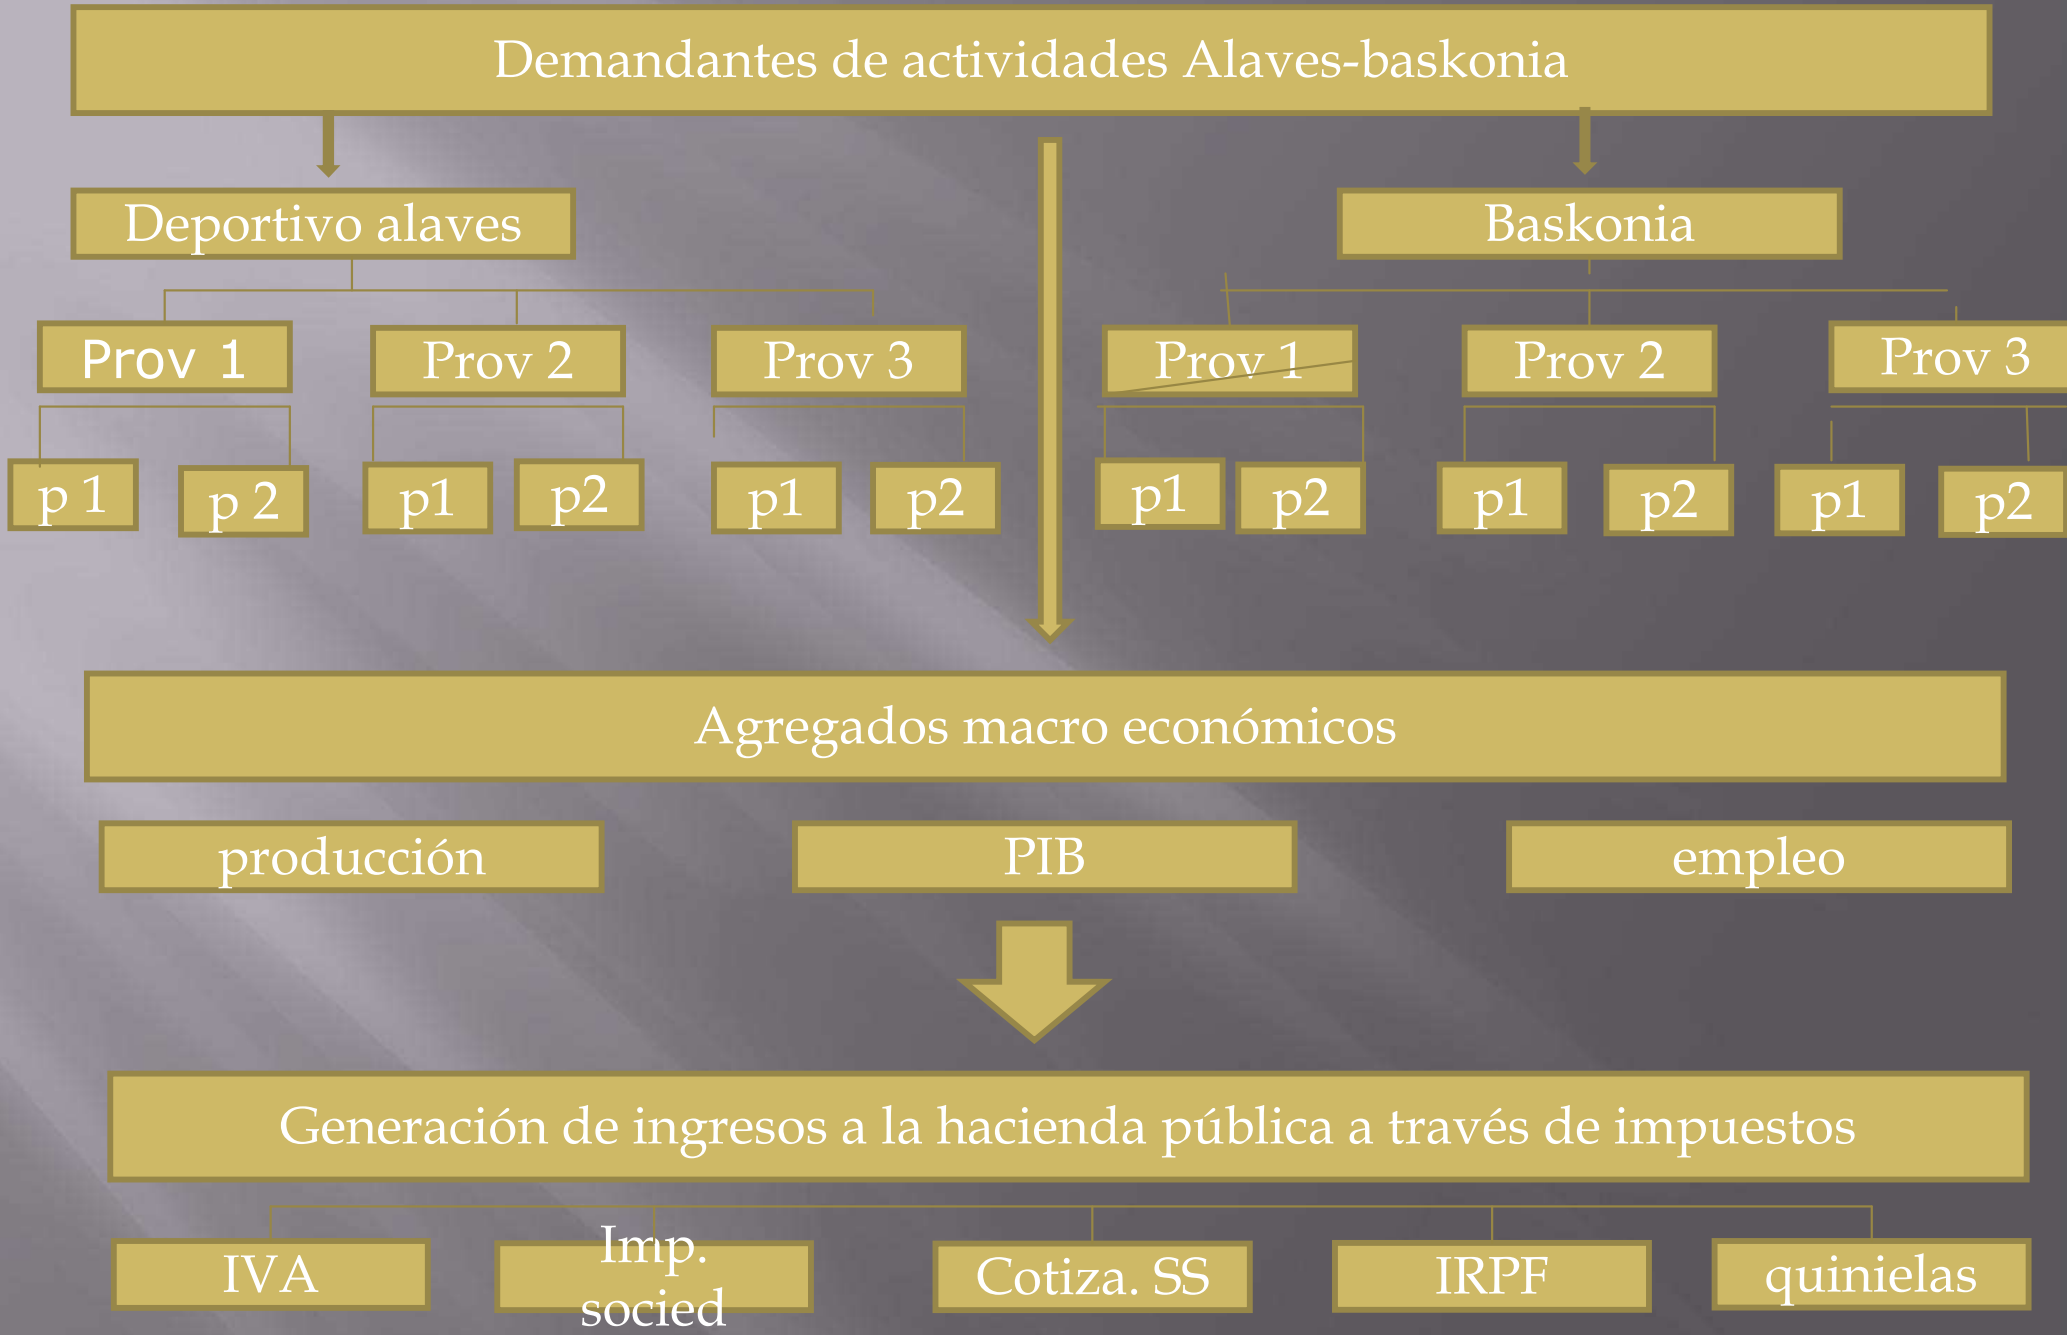 Demandantes de actividades Alaves-baskonia
Deportivo alaves
Baskonia
Prov 1
Prov 2
Prov 3
Prov 1
Prov 2
Prov 3
p 1
p 2
p1
p2
p1
p2
p1
p2
p1
p2
p1
p2
Agregados macro económicos
producción
PIB
empleo
Generación de ingresos a la hacienda pública a través de impuestos
IVA
Imp.
socied
Cotiza. SS
IRPF
quinielas